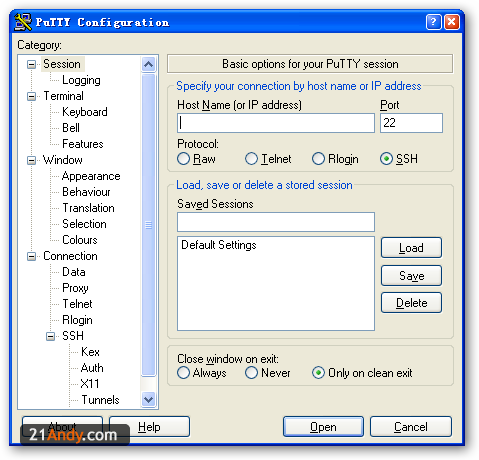 PuTTY Configuration
Category:
Session
Logging
Terminal
Keyboard
Bell
Features
Window
Appearance
Behaviour
Translation
Selection
Colours
Connection
Data
Proxy
Telnet
Rlogin
SSH
Kex
Auth
X11
Tunnels
Basic options for your PuTTY session
Specify your connection by host name or IP address
Host Name (or IP address) Port
22
Protocol:
Raw Telnet Rlogin SSH
Load, save or delete a stored session
Saved Sessions
Default Settings
Load
Save
Delete
Close window on exit:
Always Never Only on clean exit
About Help Open Cancel
21Andy.com